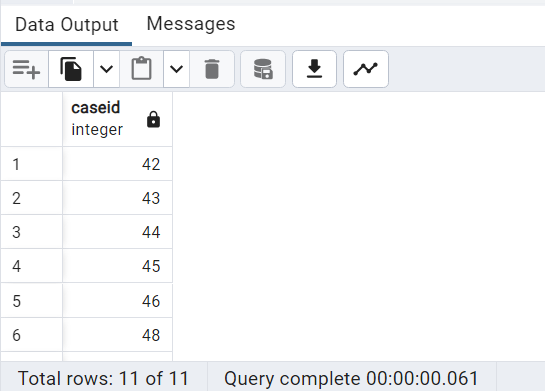 Data Output Messages
caseid
integer
1 42
2 43
3 44
4 45
5 46
6 48
Total rows: 11 of 11 Query complete 00:00:00.061